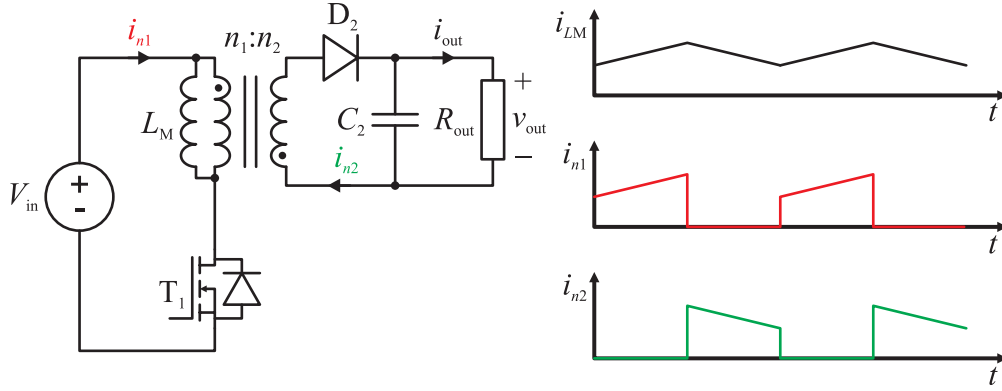 i_n1
n₁:n₂
D₂
i_out
L_M
C₂
R_out
+
v_out
−
i_n2
V_in
+
-
T₁
i_LM
t
i_n1
t
i_n2
t